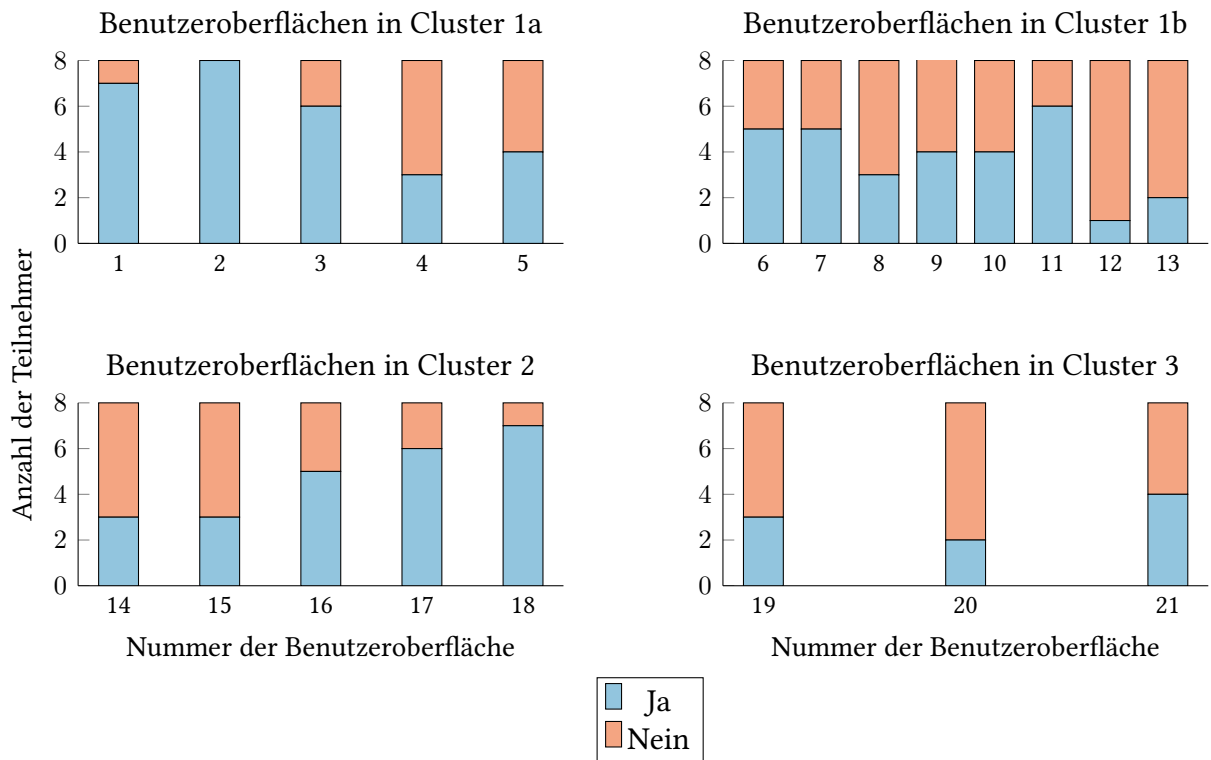 Benutzeroberflächen in Cluster 1a
8
6
4
2
0
1 2 3 4 5
Benutzeroberflächen in Cluster 1b
8
6
4
2
0
6 7 8 9 10 11 12 13
Anzahl der Teilnehmer
Benutzeroberflächen in Cluster 2
8
6
4
2
0
14 15 16 17 18
Nummer der Benutzeroberfläche
Benutzeroberflächen in Cluster 3
8
6
4
2
0
19 20 21
Nummer der Benutzeroberfläche
Ja
Nein